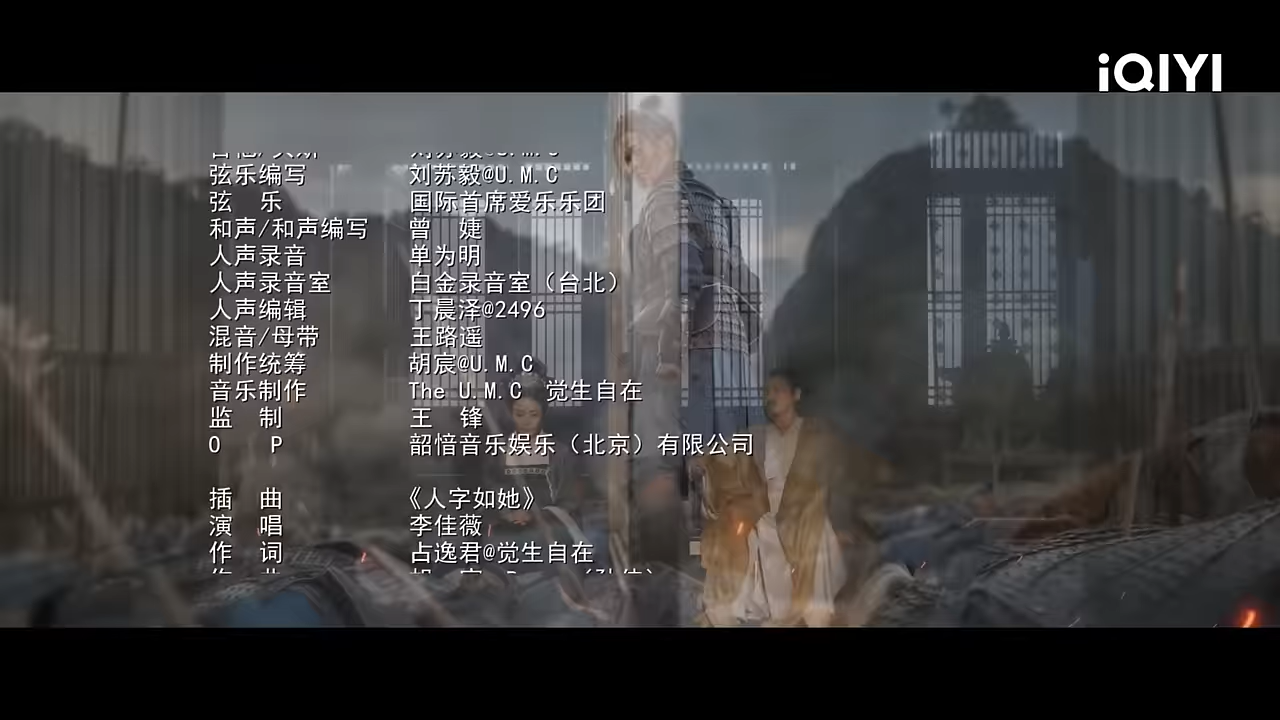 iQIYI
弦乐编写 刘苏毅@U.M.C
弦 乐 国际首席爱乐乐团
和声/和声编写 曾 婕
人声录音 单为明
人声录音室 白金录音室（台北）
人声编辑 丁晨泽@2496
混音/母带 王路遥
制作统筹 胡宸@U.M.C
音乐制作 The U.M.C 觉生自在
监 制 王 锋
O P 韶愔音乐娱乐（北京）有限公司
插 曲 《人字如她》
演 唱 李佳薇
作 词 占逸君@觉生自在